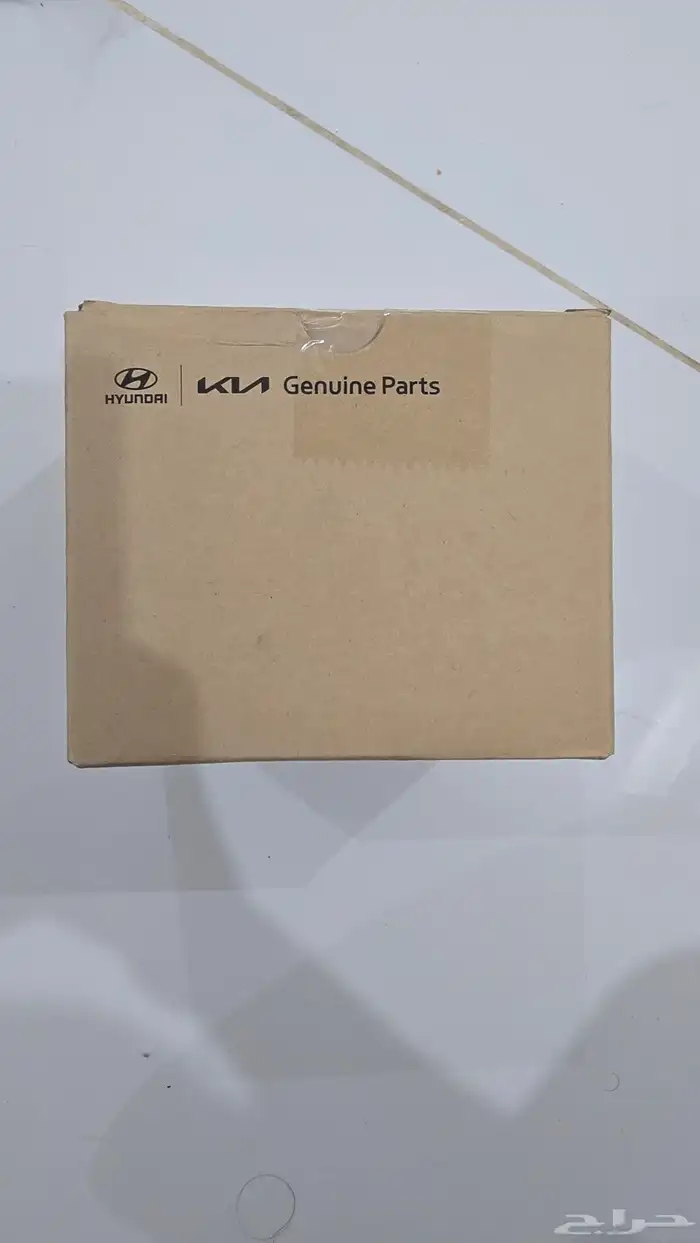 HYUNDAI KIA Genuine Parts
حراج